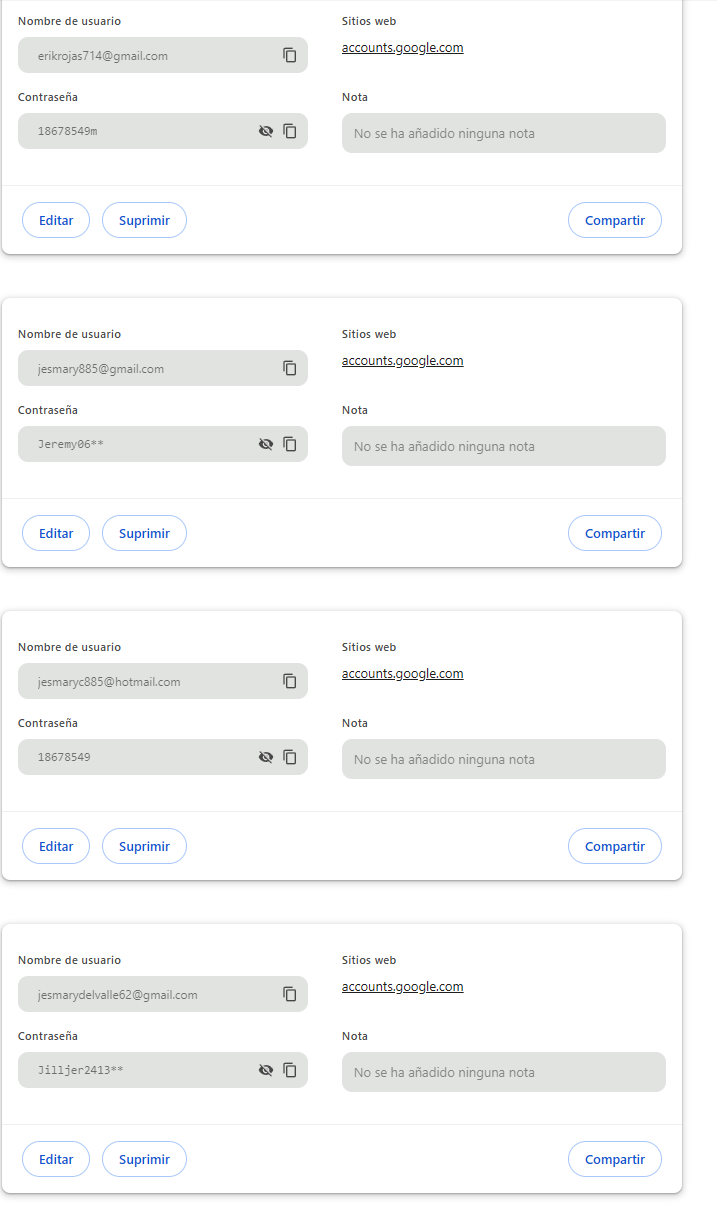 Nombre de usuario
Sitios web
erikrojas714@gmail.com
accounts.google.com
Contraseña
Nota
18678549m
No se ha añadido ninguna nota
Editar
Suprimir
Compartir
Nombre de usuario
Sitios web
jesmary885@gmail.com
accounts.google.com
Contraseña
Nota
Jeremy06**
No se ha añadido ninguna nota
Editar
Suprimir
Compartir
Nombre de usuario
Sitios web
jesmaryc885@hotmail.com
accounts.google.com
Contraseña
Nota
18678549
No se ha añadido ninguna nota
Editar
Suprimir
Compartir
Nombre de usuario
Sitios web
jesmarydelvalle62@gmail.com
accounts.google.com
Contraseña
Nota
Jilljer2413**
No se ha añadido ninguna nota
Editar
Suprimir
Compartir